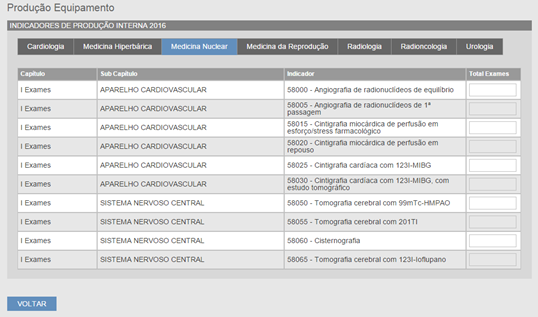 Produção Equipamento
INDICADORES DE PRODUÇÃO INTERNA 2016
Cardiologia Medicina Hiperbárica Medicina Nuclear Medicina da Reprodução Radiologia Radioncologia Urologia
Capítulo Sub Capítulo Indicador Total Exames
I Exames APARELHO CARDIOVASCULAR 58000 - Angiografia de radionuclídeos de equilíbrio
I Exames APARELHO CARDIOVASCULAR 58005 - Angiografia de radionuclídeos de 1ª
passagem
I Exames APARELHO CARDIOVASCULAR 58015 - Cintigrafia miocárdica de perfusão em
esforço/stress farmacológico
I Exames APARELHO CARDIOVASCULAR 58020 - Cintigrafia miocárdica de perfusão em
repouso
I Exames APARELHO CARDIOVASCULAR 58025 - Cintigrafia cardíaca com 123I-MIBG
I Exames APARELHO CARDIOVASCULAR 58030 - Cintigrafia cardíaca com 123I-MIBG, com
estudo tomográfico
I Exames SISTEMA NERVOSO CENTRAL 58050 - Tomografia cerebral com 99mTc-HMPAO
I Exames SISTEMA NERVOSO CENTRAL 58055 - Tomografia cerebral com 201TI
I Exames SISTEMA NERVOSO CENTRAL 58060 - Cisternografia
I Exames SISTEMA NERVOSO CENTRAL 58065 - Tomografia cerebral com 123I-Ioflupano
VOLTAR